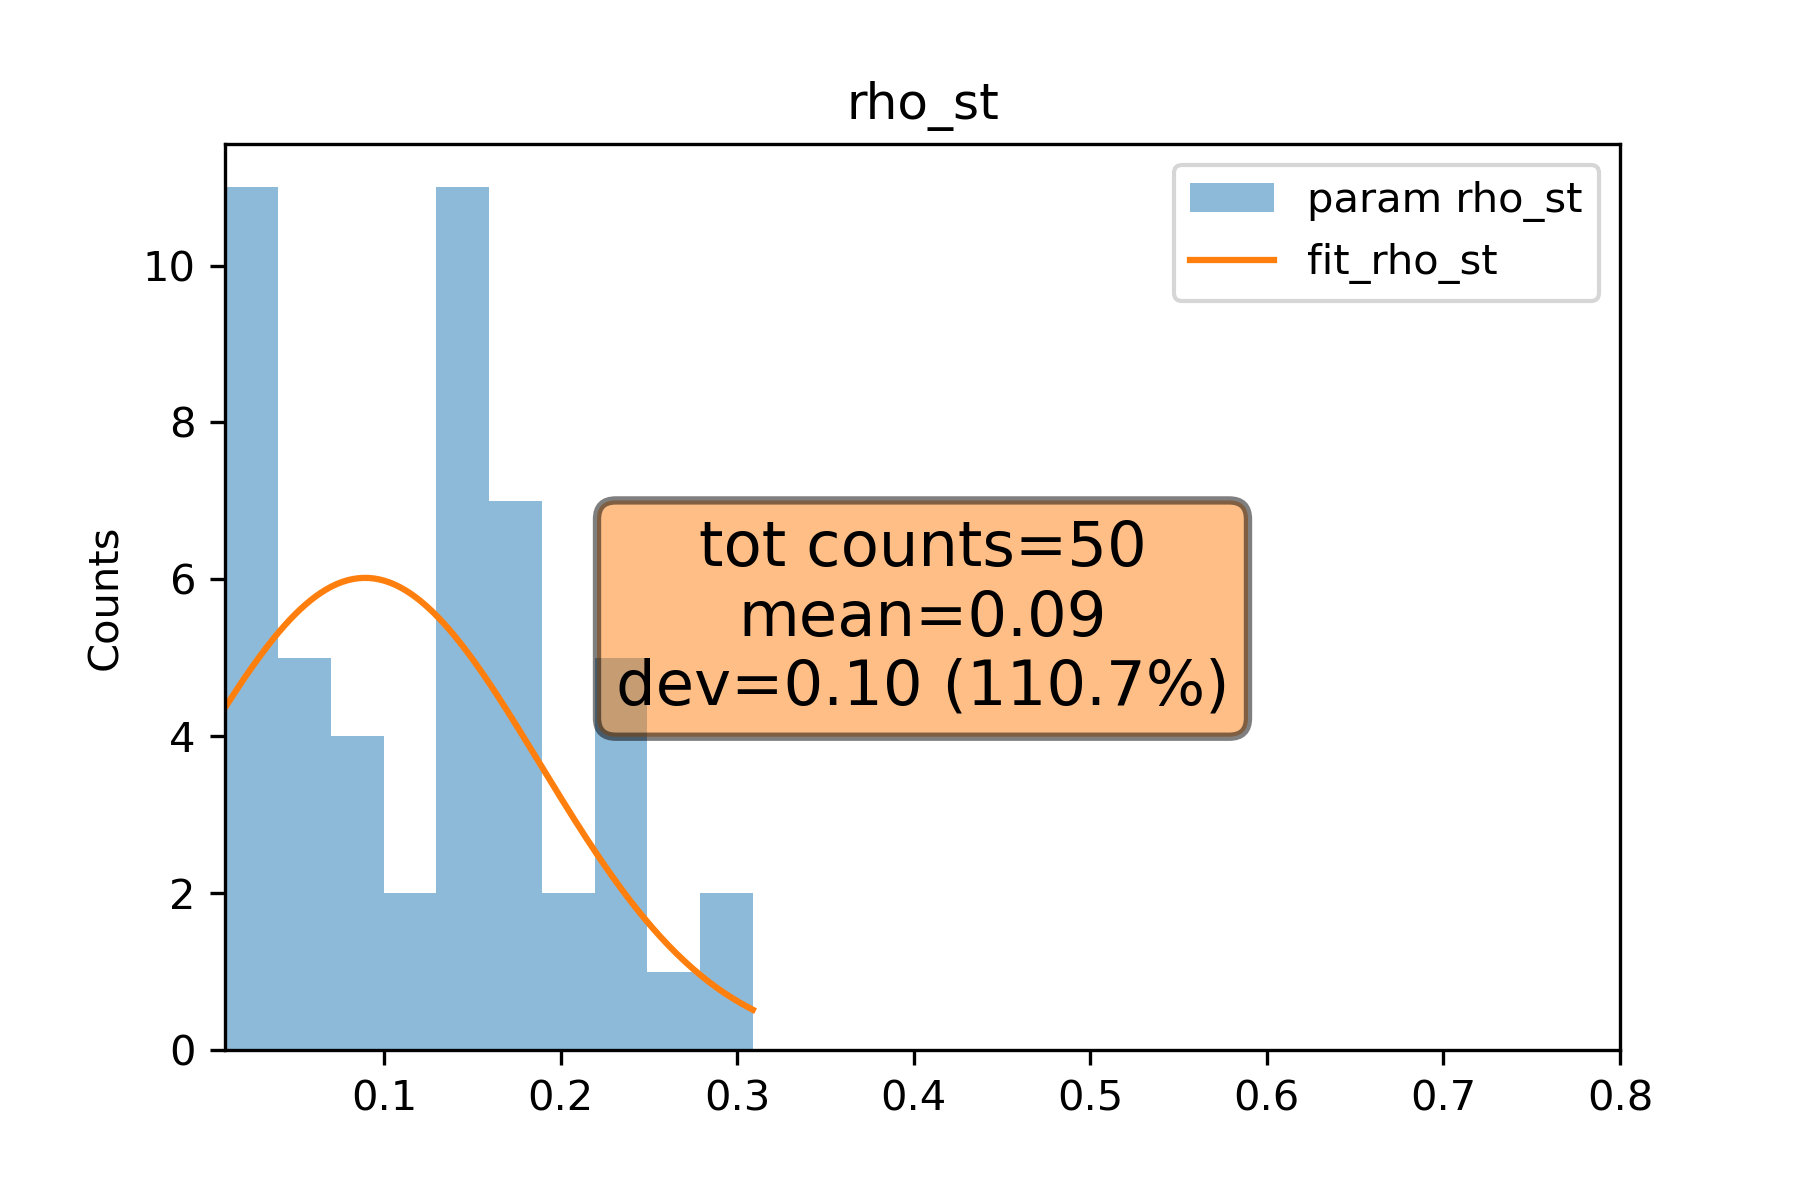 rho_st
param rho_st
fit_rho_st
10
8
6
4
2
0
Counts
tot counts=50
mean=0.09
dev=0.10 (110.7%)
0.1 0.2 0.3 0.4 0.5 0.6 0.7 0.8